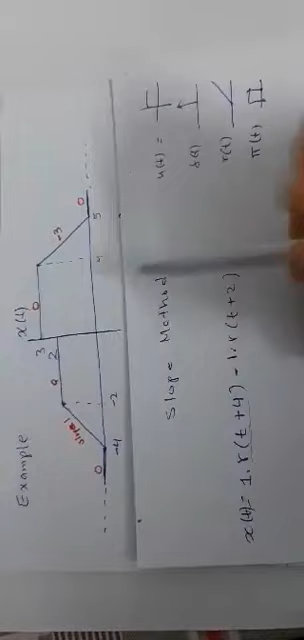 Example
x(t)
3
2
0
0
-3
slope 1
0
0
-4
-2
4
5
Slope Method
x(t) = 1.r(t+4) - 1.r(t+2)
u(t) =
δ(t)
r(t)
π(t)